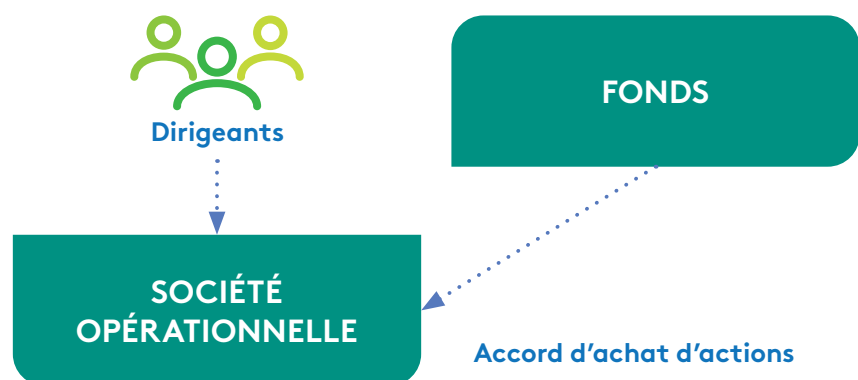 Dirigeants
FONDS
SOCIÉTÉ
OPÉRATIONNELLE
Accord d’achat d’actions